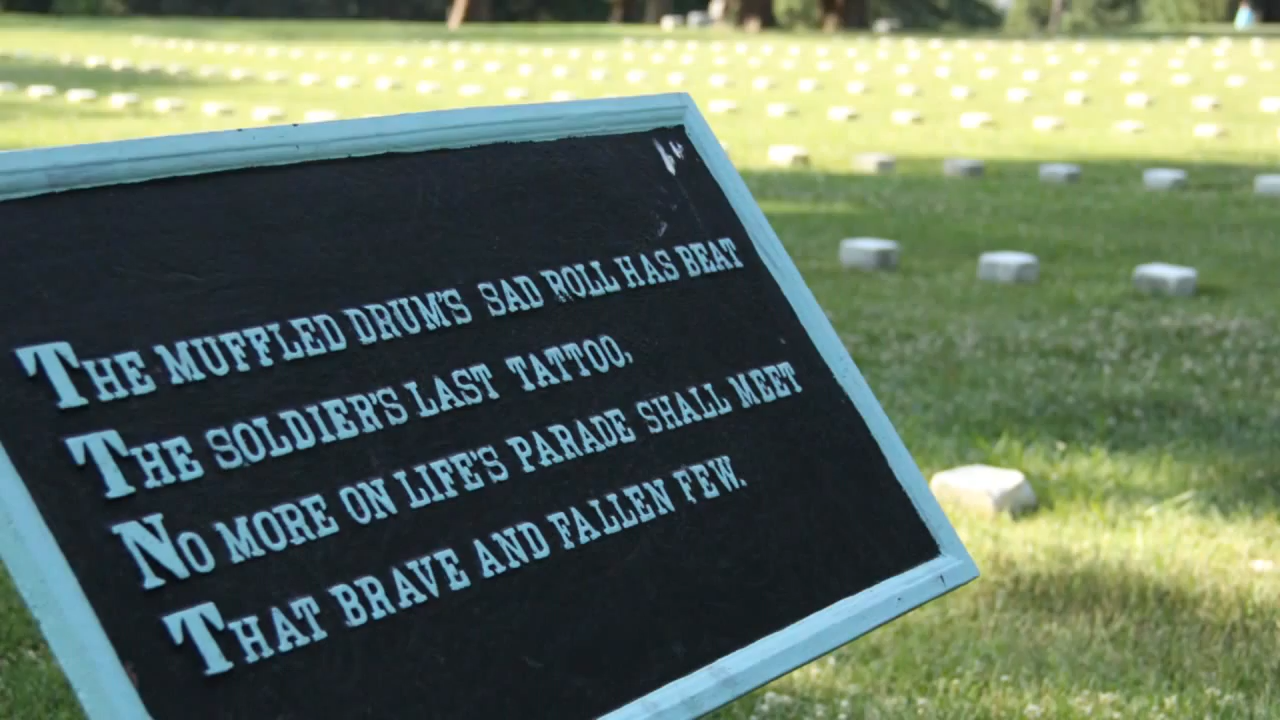 THE MUFFLED DRUM'S SAD ROLL HAS BEAT
THE SOLDIER'S LAST TATTOO,
NO MORE ON LIFE'S PARADE SHALL MEET
THAT BRAVE AND FALLEN FEW.